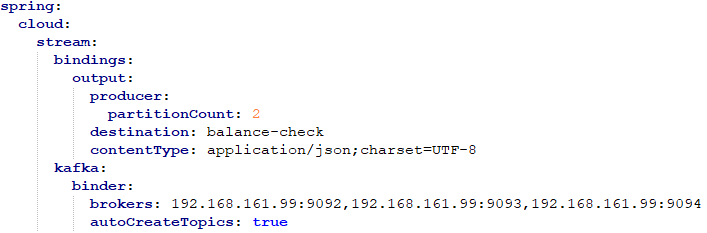 spring:
  cloud:
    stream:
      bindings:
        output:
          producer:
            partitionCount: 2
          destination: balance-check
          contentType: application/json;charset=UTF-8
      kafka:
        binder:
          brokers: 192.168.161.99:9092,192.168.161.99:9093,192.168.161.99:9094
          autoCreateTopics: true